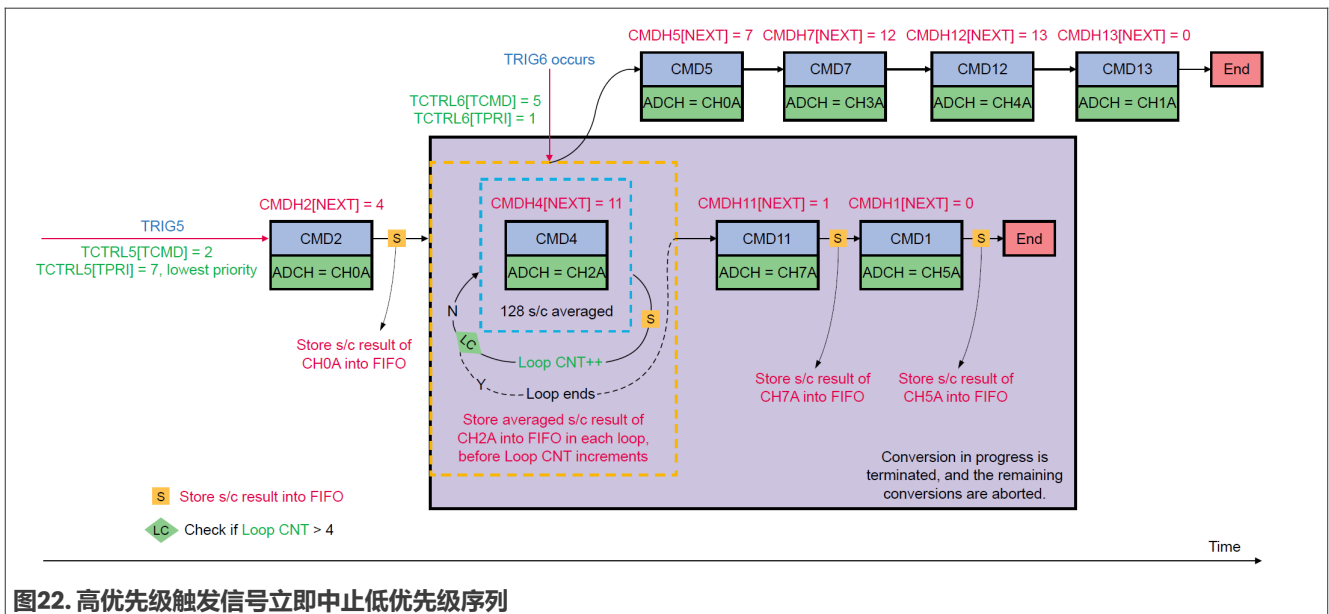 CMDH5[NEXT] = 7 CMDH7[NEXT] = 12 CMDH12[NEXT] = 13 CMDH13[NEXT] = 0
TRIG6 occurs
CMD5
CMD7
CMD12
CMD13
End
ADCH = CH0A
ADCH = CH3A
ADCH = CH4A
ADCH = CH1A
TCTRL6[TCMD] = 5
TCTRL6[TPRI] = 1
CMDH2[NEXT] = 4
CMDH4[NEXT] = 11
CMDH11[NEXT] = 1
CMDH1[NEXT] = 0
TRIG5
CMD2
S
CMD4
CMD11
S
CMD1
S
End
TCTRL5[TCMD] = 2
TCTRL5[TPRI] = 7, lowest priority
ADCH = CH0A
ADCH = CH2A
ADCH = CH7A
ADCH = CH5A
N
128 s/c averaged
S
LC
Loop CNT++
Y
Loop ends
Store s/c result of
CH0A into FIFO
Store s/c result of
CH7A into FIFO
Store s/c result of
CH5A into FIFO
Store averaged s/c result of
CH2A into FIFO in each loop,
before Loop CNT increments
Conversion in progress is
terminated, and the remaining
conversions are aborted.
S Store s/c result into FIFO
LC Check if Loop CNT > 4
Time
图22. 高优先级触发信号立即中止低优先级序列